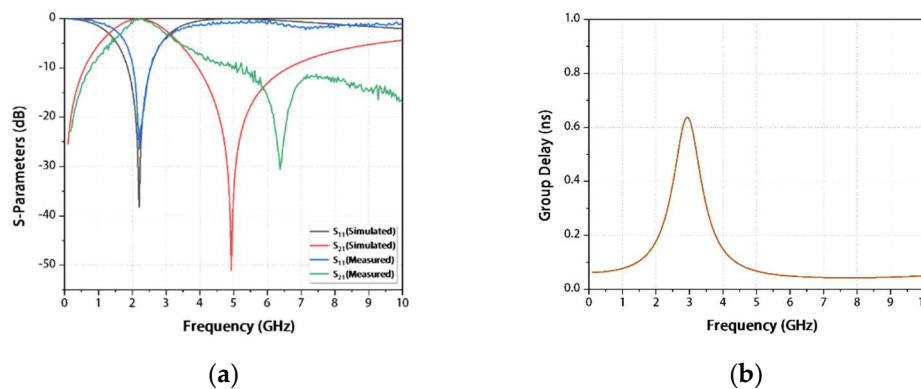 0
-10
-20
-30
-40
-50
S-Parameters (dB)
S11(Simulated)
S21(Simulated)
S11(Measured)
S21(Measured)
0 1 2 3 4 5 6 7 8 9 10
Frequency (GHz)
(a)
1.0
0.8
0.6
0.4
0.2
0.0
Group Delay (ns)
0 1 2 3 4 5 6 7 8 9 10
Frequency (GHz)
(b)